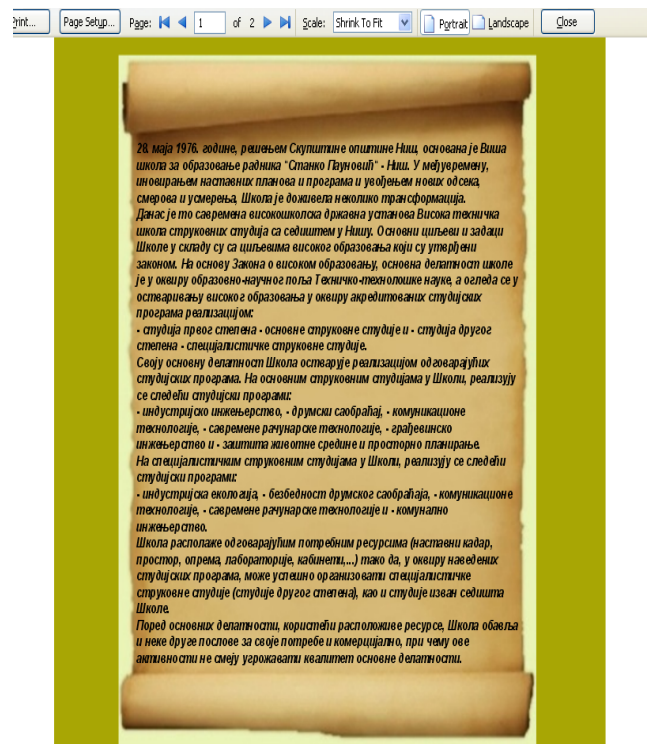 Print... Page Setup... Page: 1 of 2 Scale: Shrink To Fit Portrait Landscape Close
28. маја 1976. године, решењем Скупштине општине Ниш, основана је Виша
школа за образовање радника "Станко Пауновић" - Ниш. У међувремену,
иновирањем наставних планова и програма и увођењем нових одсека,
смерова и усмерења, Школа је доживела неколико трансформација.
Данас је то савремена високошколска државна установа Висока техничка
школа струковних студија са седиштем у Нишу. Основни циљеви и задаци
Школе у складу су са циљевима високог образовања који су утврђени
законом. На основу Закона о високом образовању, основна делатност школе
је у оквиру образовно-научног поља Техничко-технолошке науке, а огледа се у
остваривању високог образовања у оквиру акредитованих студијских
програма реализацијом:
- студија првог степена - основне струковне студије и - студија другог
степена - специјалистичке струковне студије.
Своју основну делатност Школа остварује реализацијом одговарајућих
студијских програма. На основним струковним студијама у Школи, реализују
се следећи студијски програми:
- индустријско инжењерство, - друмски саобраћај, - комуникационе
технологије, - савремене рачунарске технологије, - грађевинско
инжењерство и - заштита животне средине и просторно планирање.
На специјалистичким струковним студијама у Школи, реализују се следећи
студијски програми:
- индустријска екологија, - безбедност друмског саобраћаја, - комуникационе
технологије, - савремене рачунарске технологије и - комунално
инжењерство.
Школа располаже одговарајућим потребним ресурсима (наставни кадар,
простор, опрема, лабораторије, кабинети,...) тако да, у оквиру наведених
студијских програма, може успешно организовати специјалистичке
струковне студије (студије другог степена), као и студије изван седишта
Школе.
Поред основних делатности, користећи расположиве ресурсе, Школа обавља
и неке друге послове за своје потребе и комерцијално, при чему ове
активности не смеју угрожавати квалитет основне делатности.